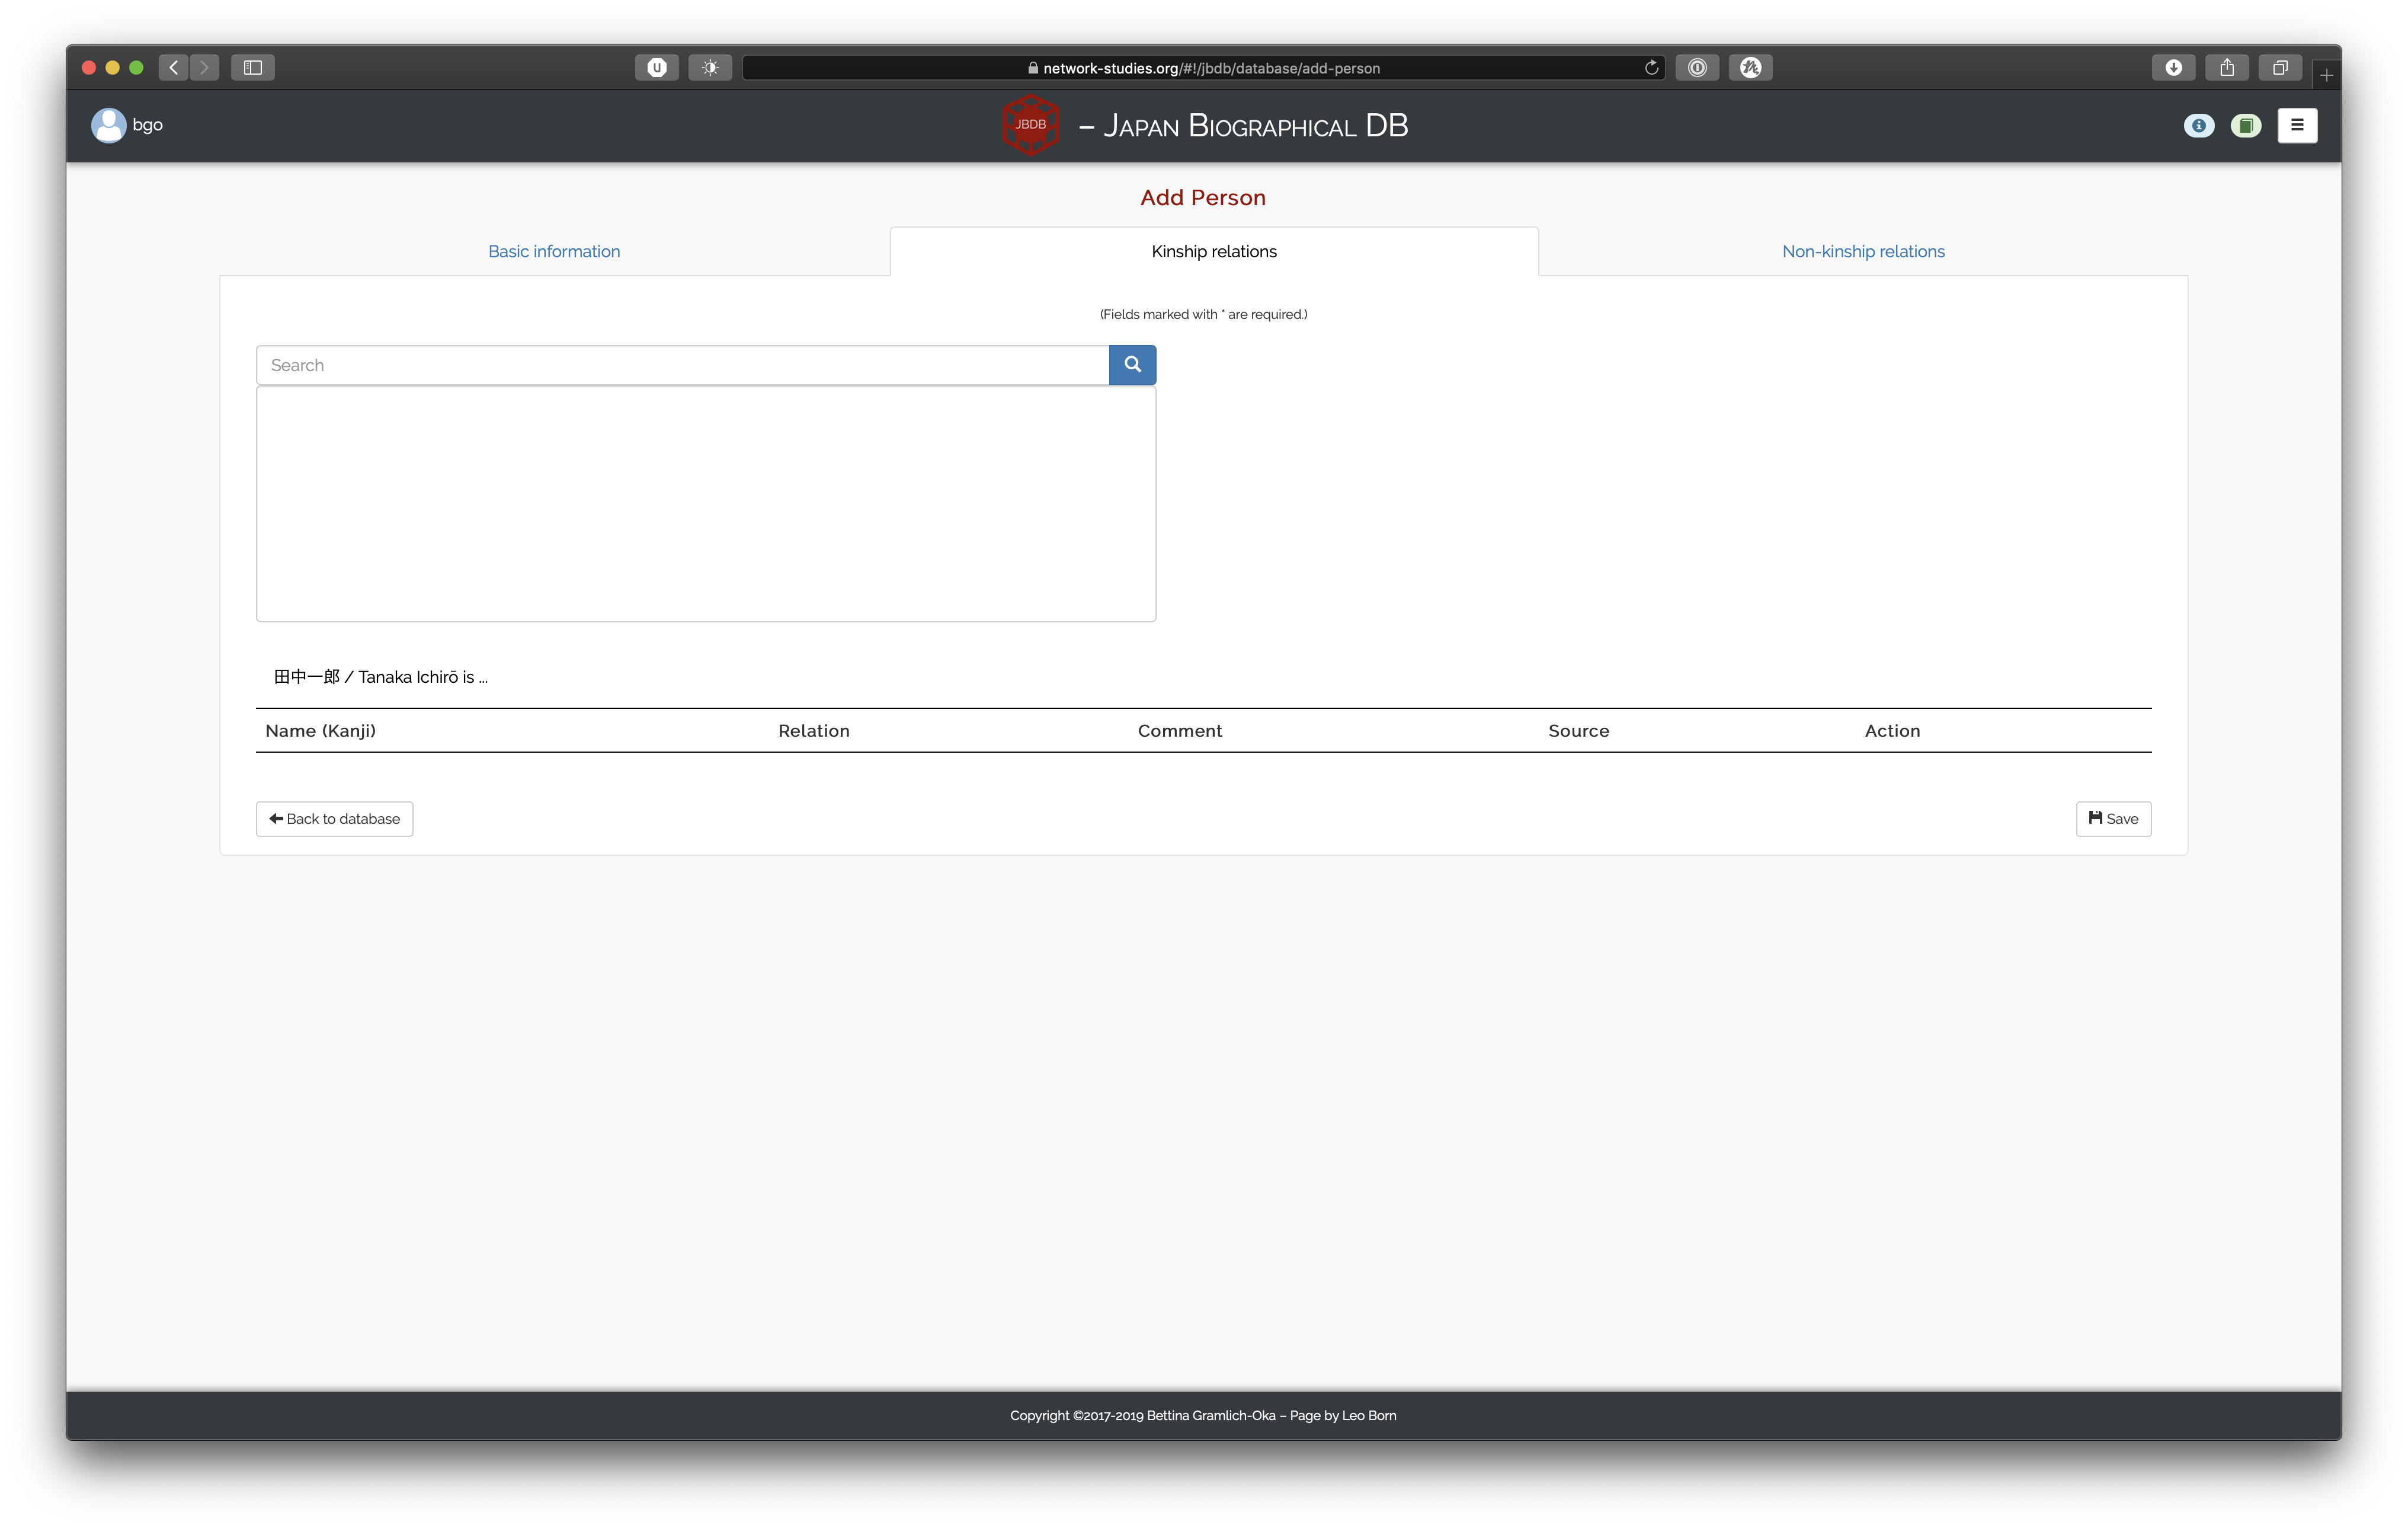 network-studies.org/#!/jbdb/database/add-person
bgo
JBDB
– Japan Biographical DB
Add Person
Basic information
Kinship relations
Non-kinship relations
(Fields marked with * are required.)
Search
田中一郎 / Tanaka Ichirō is ...
Name (Kanji) Relation Comment Source Action
Back to database
Save
Copyright ©2017-2019 Bettina Gramlich-Oka – Page by Leo Born